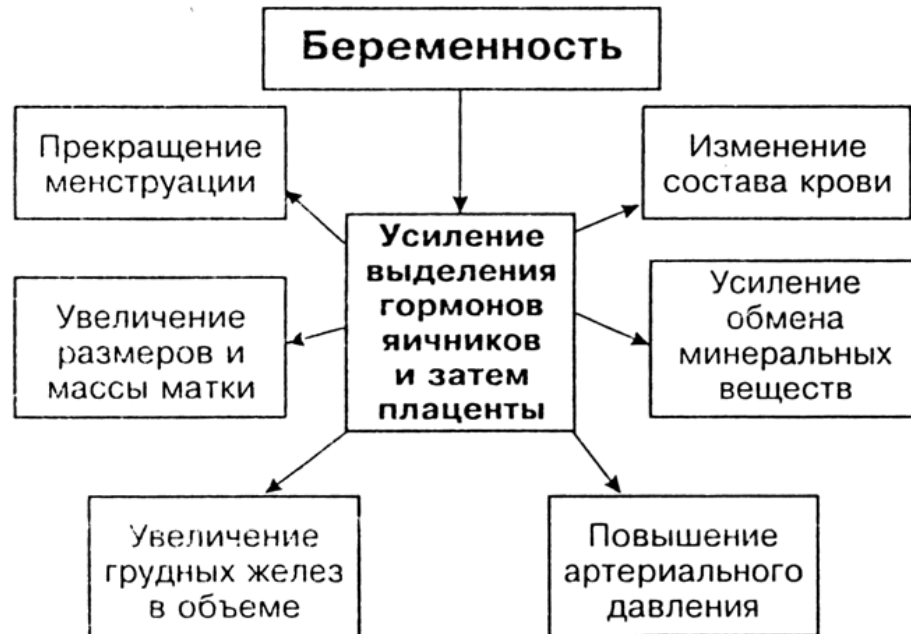 Беременность
Прекращение
менструации
Изменение
состава крови
Усиление
выделения
гормонов
яичников
и затем
плаценты
Увеличение
размеров и
массы матки
Усиление
обмена
минеральных
веществ
Увеличение
грудных желез
в объеме
Повышение
артериального
давления